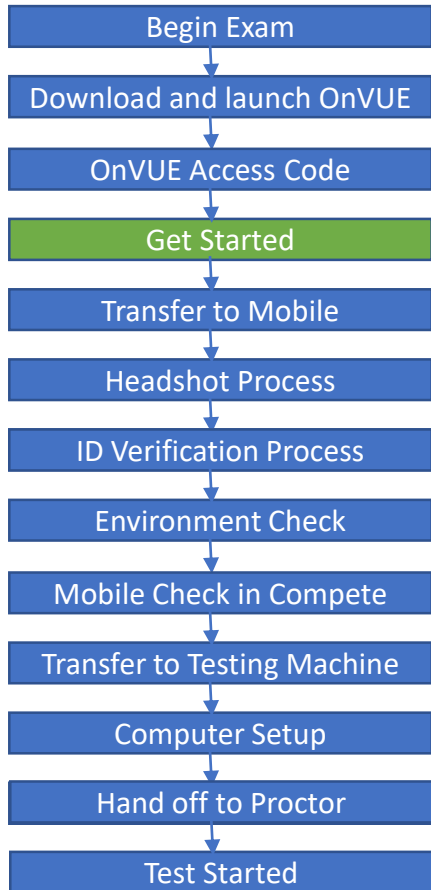 Begin Exam
Download and launch OnVUE
OnVUE Access Code
Get Started
Transfer to Mobile
Headshot Process
ID Verification Process
Environment Check
Mobile Check in Compete
Transfer to Testing Machine
Computer Setup
Hand off to Proctor
Test Started